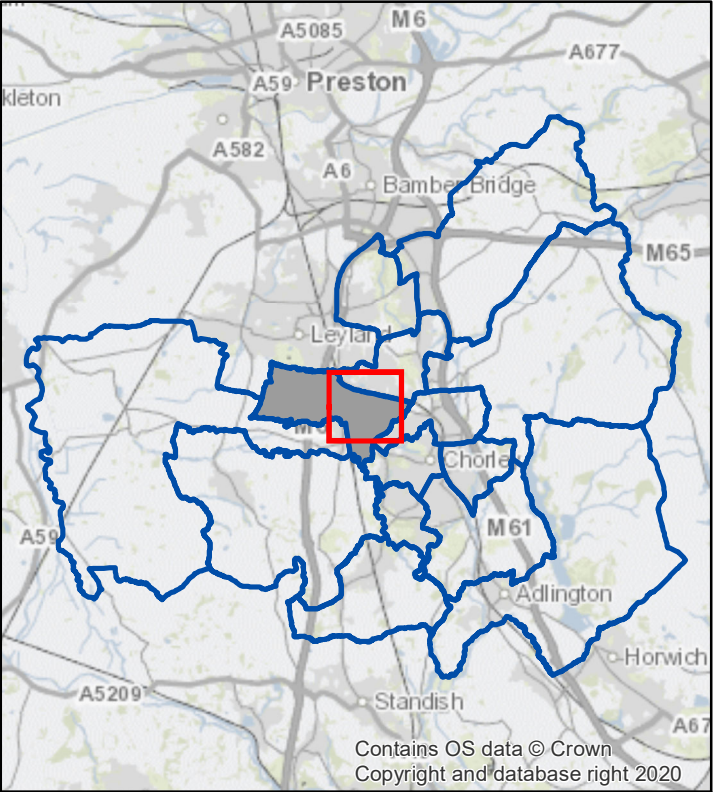 M6
A5085
A677
A59 Preston
kleton
A582
A6
Bamber Bridge
M65
Leyland
M
Chorle
A59
M61
Adlington
Horwich
A5209
Standish
A67
Contains OS data © Crown
Copyright and database right 2020